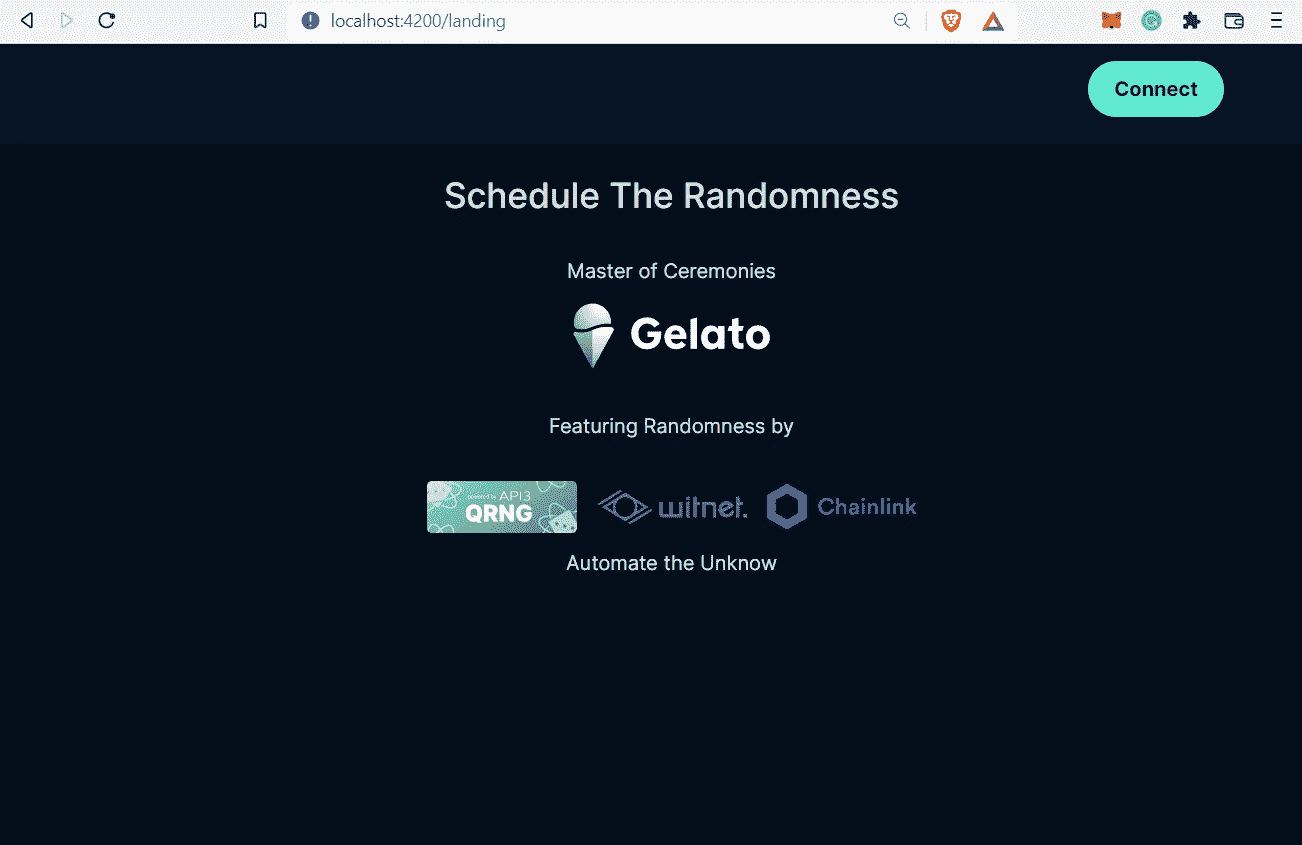 localhost:4200/landing
Connect
Schedule The Randomness
Master of Ceremonies
Gelato
Featuring Randomness by
powered by API3
QRNG
witnet.
Chainlink
Automate the Unknow